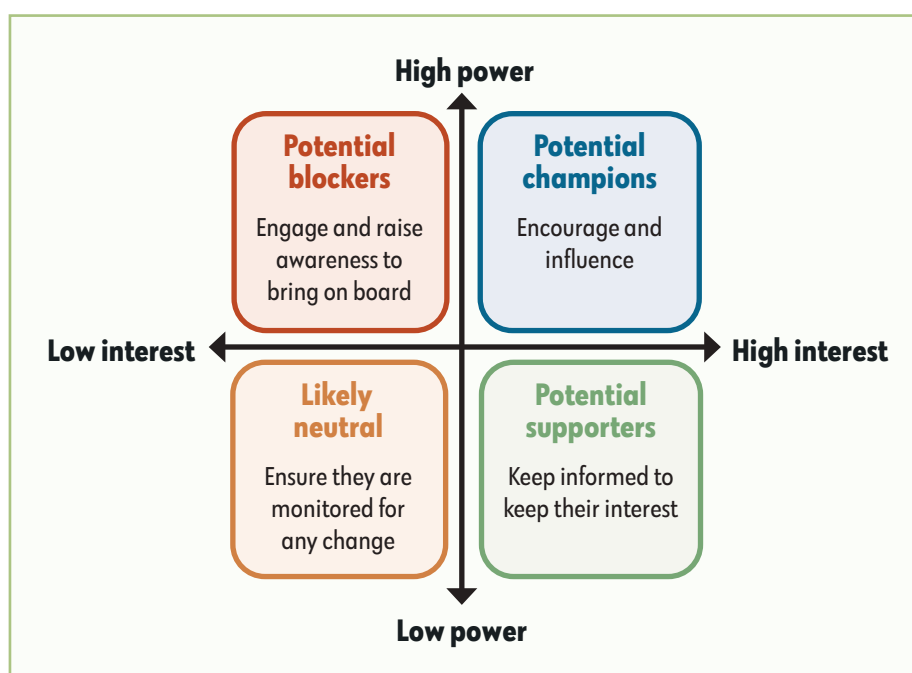 High power
Potential
blockers
Engage and raise
awareness to
bring on board
Potential
champions
Encourage and
influence
Low interest
High interest
Likely
neutral
Ensure they are
monitored for
any change
Potential
supporters
Keep informed to
keep their interest
Low power